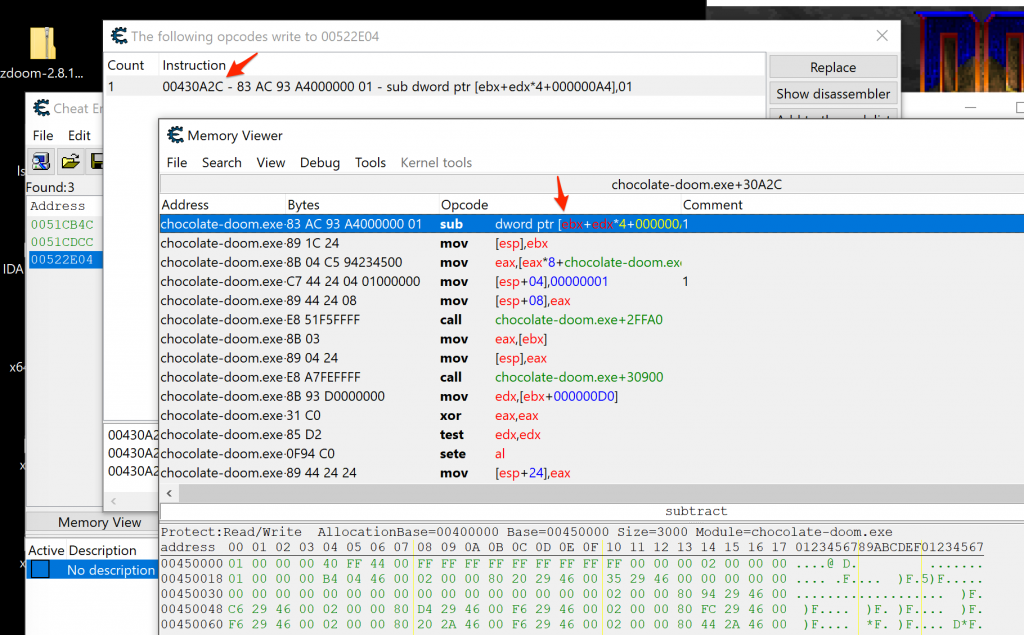 zdoom-2.8.1...
The following opcodes write to 00522E04
Count Instruction
1 00430A2C - 83 AC 93 A4000000 01 - sub dword ptr [ebx+edx*4+000000A4],01
Replace
Show disassembler
Cheat En
File Edit
Found:3
Address
0051CB4C
0051CDCC
00522E04
IDA
x64
00430A2
00430A2
00430A2
Memory View
Active Description
No description
Memory Viewer
File Search View Debug Tools Kernel tools
chocolate-doom.exe+30A2C
Address Bytes Opcode Comment
chocolate-doom.exe 83 AC 93 A4000000 01 sub dword ptr [ebx+edx*4+000000 1
chocolate-doom.exe 89 1C 24 mov [esp],ebx
chocolate-doom.exe 8B 04 C5 94234500 mov eax,[eax*8+chocolate-doom.ex
chocolate-doom.exe C7 44 24 04 01000000 mov [esp+04],00000001 1
chocolate-doom.exe 89 44 24 08 mov [esp+08],eax
chocolate-doom.exe E8 51F5FFFF call chocolate-doom.exe+2FFA0
chocolate-doom.exe 8B 03 mov eax,[ebx]
chocolate-doom.exe 89 04 24 mov [esp],eax
chocolate-doom.exe E8 A7FEFFFF call chocolate-doom.exe+30900
chocolate-doom.exe 8B 93 D0000000 mov edx,[ebx+000000D0]
chocolate-doom.exe 31 C0 xor eax,eax
chocolate-doom.exe 85 D2 test edx,edx
chocolate-doom.exe 0F94 C0 sete al
chocolate-doom.exe 89 44 24 24 mov [esp+24],eax
subtract
Protect:Read/Write AllocationBase=00400000 Base=00450000 Size=3000 Module=chocolate-doom.exe
address 00 01 02 03 04 05 06 07 08 09 0A 0B 0C 0D 0E 0F 10 11 12 13 14 15 16 17 0123456789ABCDEF01234567
00450000 01 00 00 00 40 FF 44 00 FF FF FF FF FF FF FF FF FF 00 00 00 02 00 00 00 ....@ D. .......
00450018 01 00 00 00 B4 04 46 00 02 00 00 80 20 29 46 00 35 29 46 00 00 00 00 00 .... .F.... )F.5)F.....
00450030 00 00 00 00 00 00 00 00 00 00 00 00 00 00 00 00 02 00 00 80 94 29 46 00 ................... )F.
00450048 C6 29 46 00 02 00 00 80 D4 29 46 00 F6 29 46 00 02 00 00 80 FC 29 46 00 )F.... )F. )F.... )F.
00450060 F6 29 46 00 02 00 00 80 20 2A 46 00 F6 29 46 00 02 00 00 80 44 2A 46 00 )F.... *F. )F.... D*F.